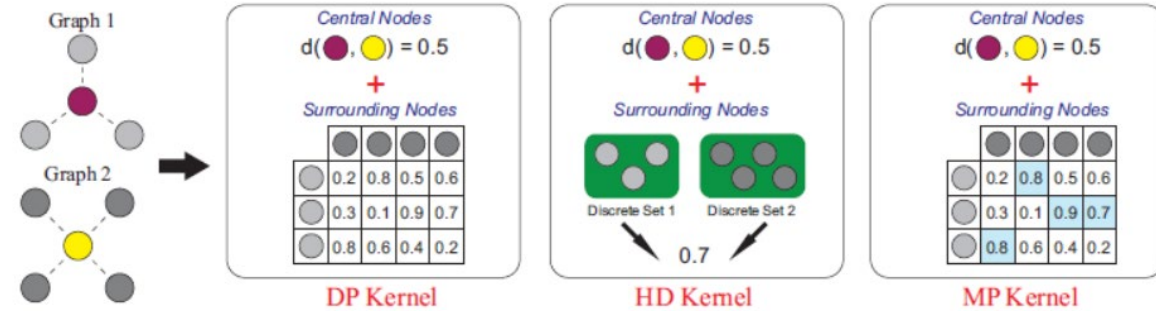 Graph 1
Graph 2
Central Nodes
d( , ) = 0.5
+
Surrounding Nodes
0.2 0.8 0.5 0.6
0.3 0.1 0.9 0.7
0.8 0.6 0.4 0.2
DP Kernel
Central Nodes
d( , ) = 0.5
+
Surrounding Nodes
Discrete Set 1 Discrete Set 2
0.7
HD Kernel
Central Nodes
d( , ) = 0.5
+
Surrounding Nodes
0.2 0.8 0.5 0.6
0.3 0.1 0.9 0.7
0.8 0.6 0.4 0.2
MP Kernel